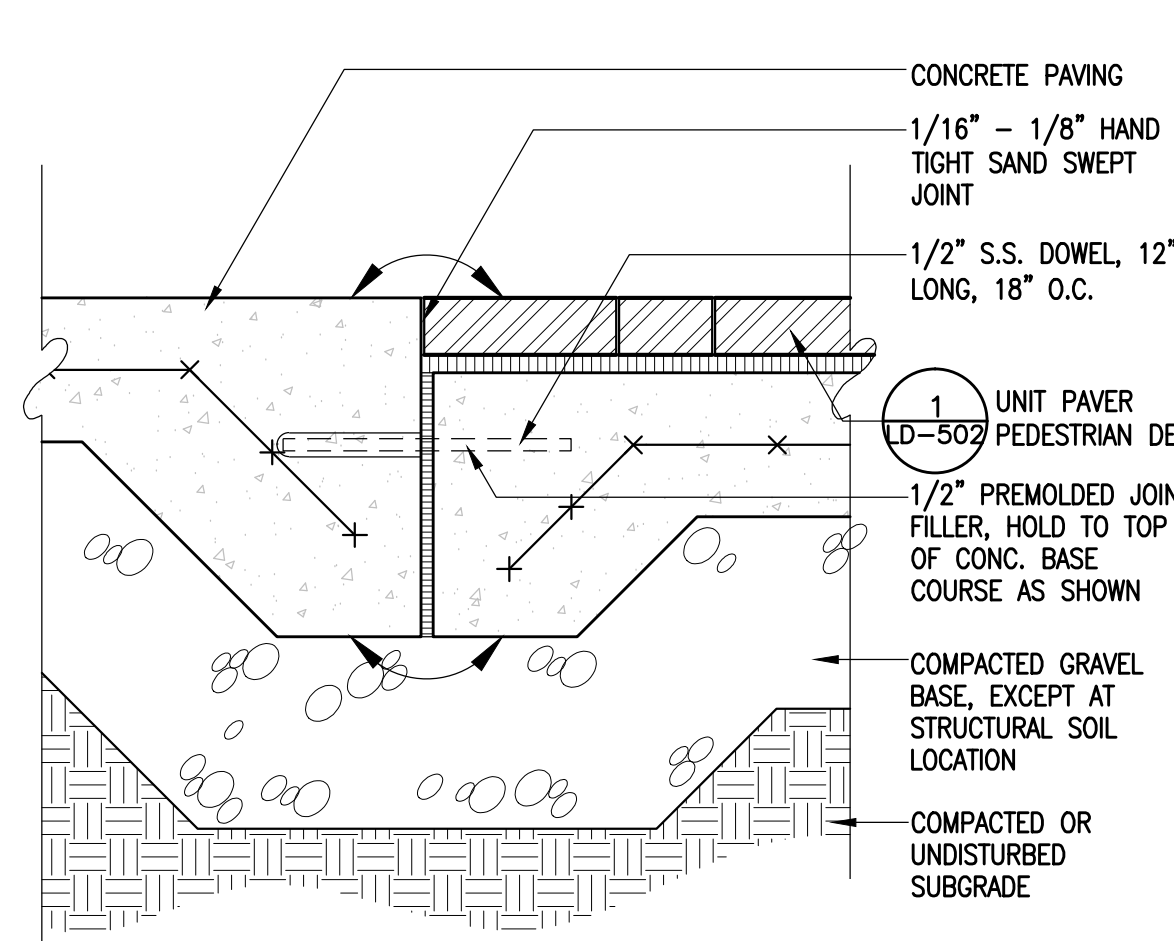 CONCRETE PAVING
1/16" - 1/8" HAND
TIGHT SAND SWEPT
JOINT
1/2" S.S. DOWEL, 12"
LONG, 18" O.C.
1
LD-502
UNIT PAVER
PEDESTRIAN DE
1/2" PREMOLDED JOIN
FILLER, HOLD TO TOP
OF CONC. BASE
COURSE AS SHOWN
COMPACTED GRAVEL
BASE, EXCEPT AT
STRUCTURAL SOIL
LOCATION
COMPACTED OR
UNDISTURBED
SUBGRADE